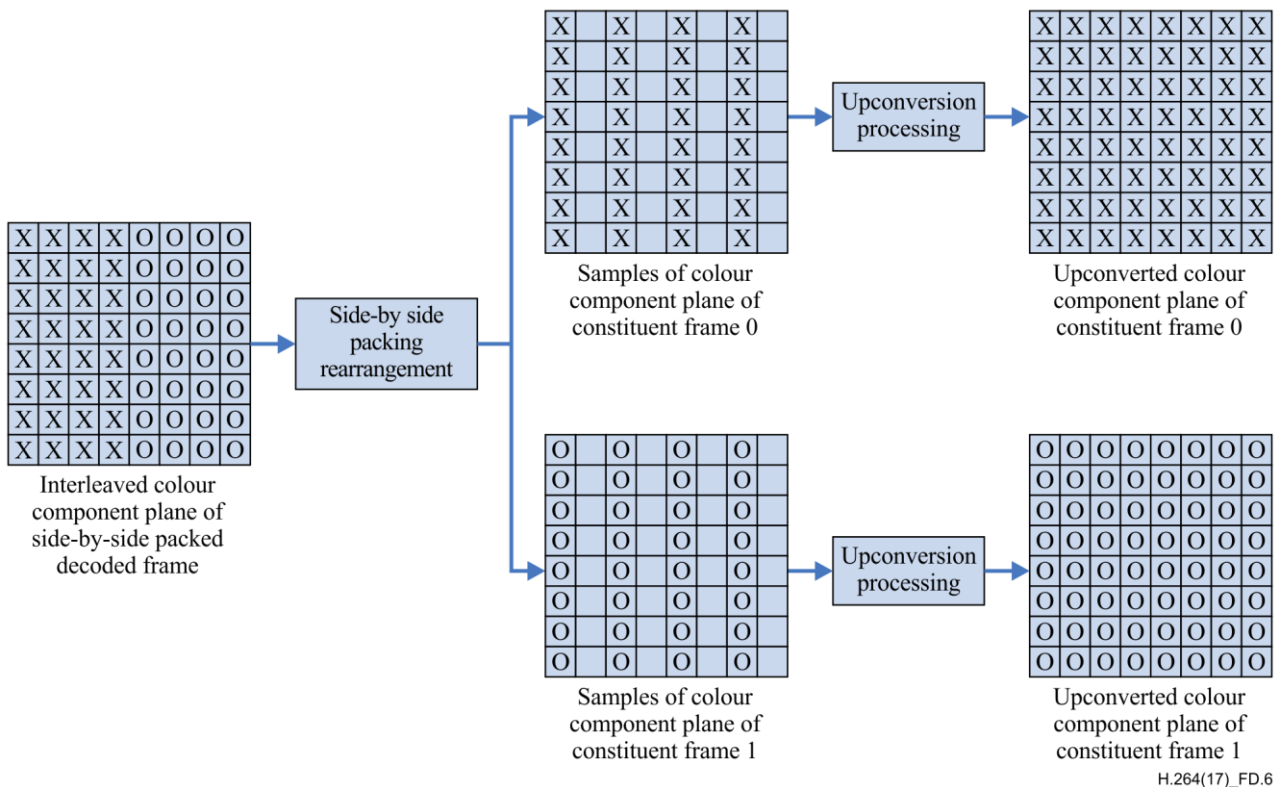 X X X X
X X X X
X X X X
X X X X
X X X X
X X X X
X X X X
X X X X
Samples of colour
component plane of
constituent frame 0
Upconversion
processing
X X X X X X X X
X X X X X X X X
X X X X X X X X
X X X X X X X X
X X X X X X X X
X X X X X X X X
X X X X X X X X
X X X X X X X X
Upconverted colour
component plane of
constituent frame 0
X X X X O O O O
X X X X O O O O
X X X X O O O O
X X X X O O O O
X X X X O O O O
X X X X O O O O
X X X X O O O O
X X X X O O O O
Interleaved colour
component plane of
side-by-side packed
decoded frame
Side-by side
packing
rearrangement
O O O O
O O O O
O O O O
O O O O
O O O O
O O O O
O O O O
O O O O
Samples of colour
component plane of
constituent frame 1
Upconversion
processing
O O O O O O O O
O O O O O O O O
O O O O O O O O
O O O O O O O O
O O O O O O O O
O O O O O O O O
O O O O O O O O
O O O O O O O O
Upconverted colour
component plane of
constituent frame 1
H.264(17)_FD.6